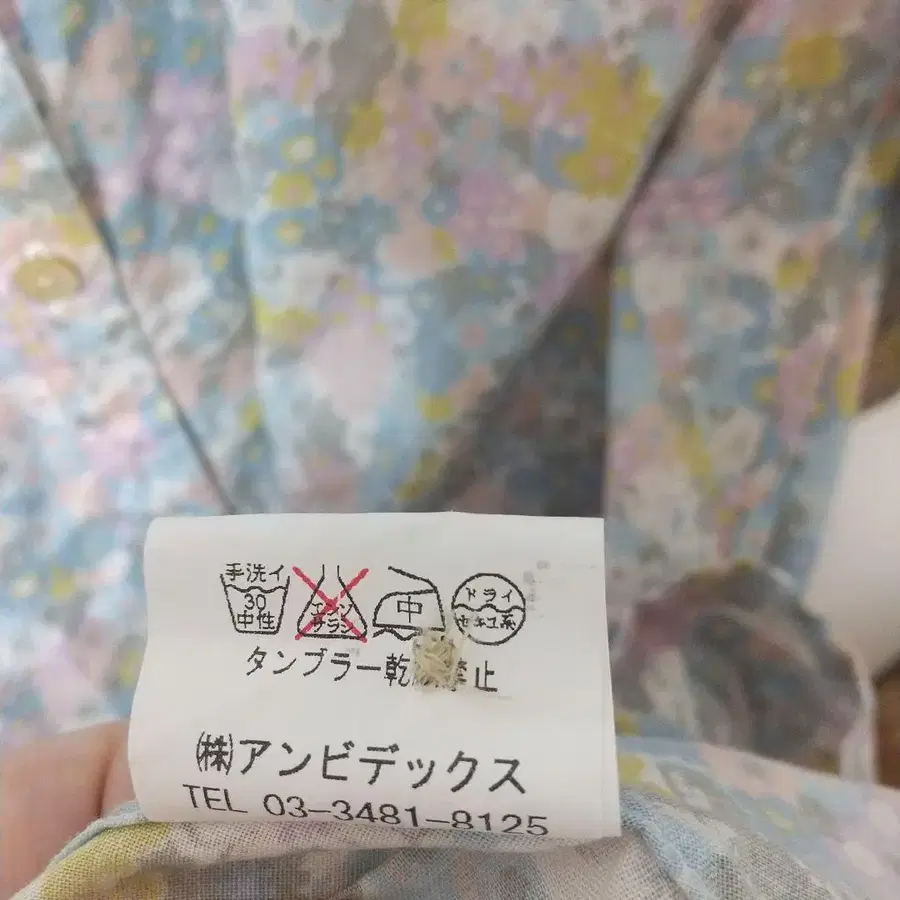 手洗イ
30
中性
エンソ
サラシ
中
ドライ
セキユ系
タンブラー乾 禁止
㈱アンビデックス
TEL 03-3481-8125